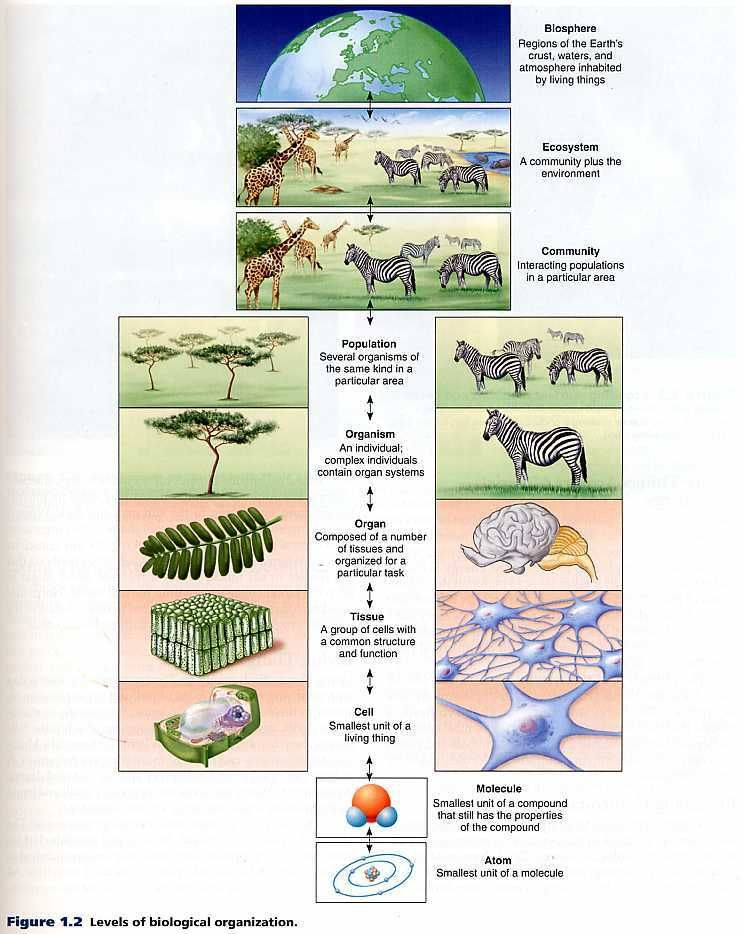 Biosphere
Regions of the Earth's
crust, waters, and
atmosphere inhabited
by living things
Ecosystem
A community plus the
environment
Community
Interacting populations
in a particular area
Population
Several organisms of
the same kind in a
particular area
Organism
An individual;
complex individuals
contain organ systems
Organ
Composed of a number
of tissues and
organized for a
particular task
Tissue
A group of cells with
a common structure
and function
Cell
Smallest unit of a
living thing
Molecule
Smallest unit of a compound
that still has the properties
of the compound
Atom
Smallest unit of a molecule
Figure 1.2 Levels of biological organization.